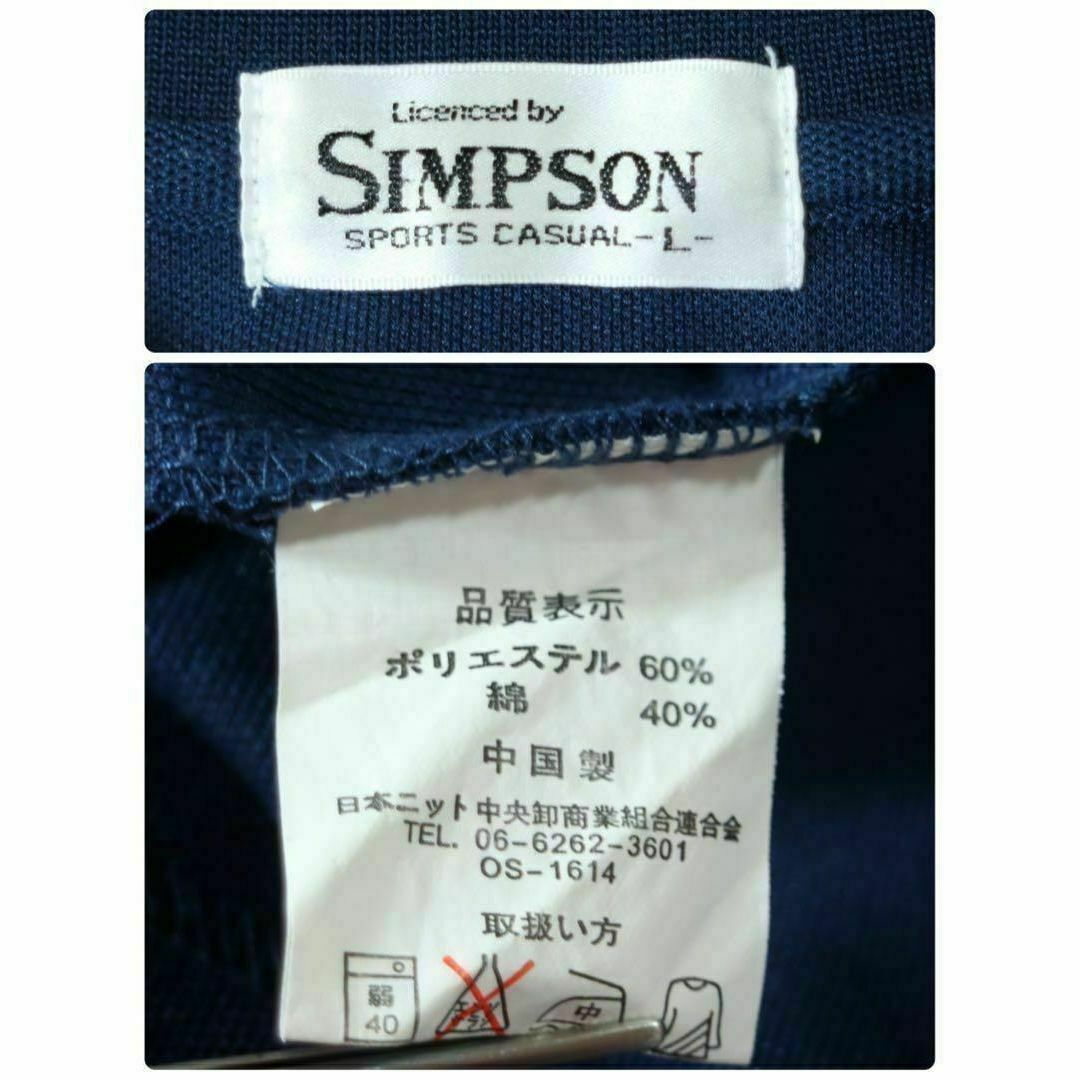 Licenced by
SIMPSON
SPORTS CASUAL-L-
品質表示
ポリエステル 60%
綿 40%
中国製
日本ニット中央卸商業組合連合会
TEL. 06-6262-3601
OS-1614
取扱い方
弱
40
中